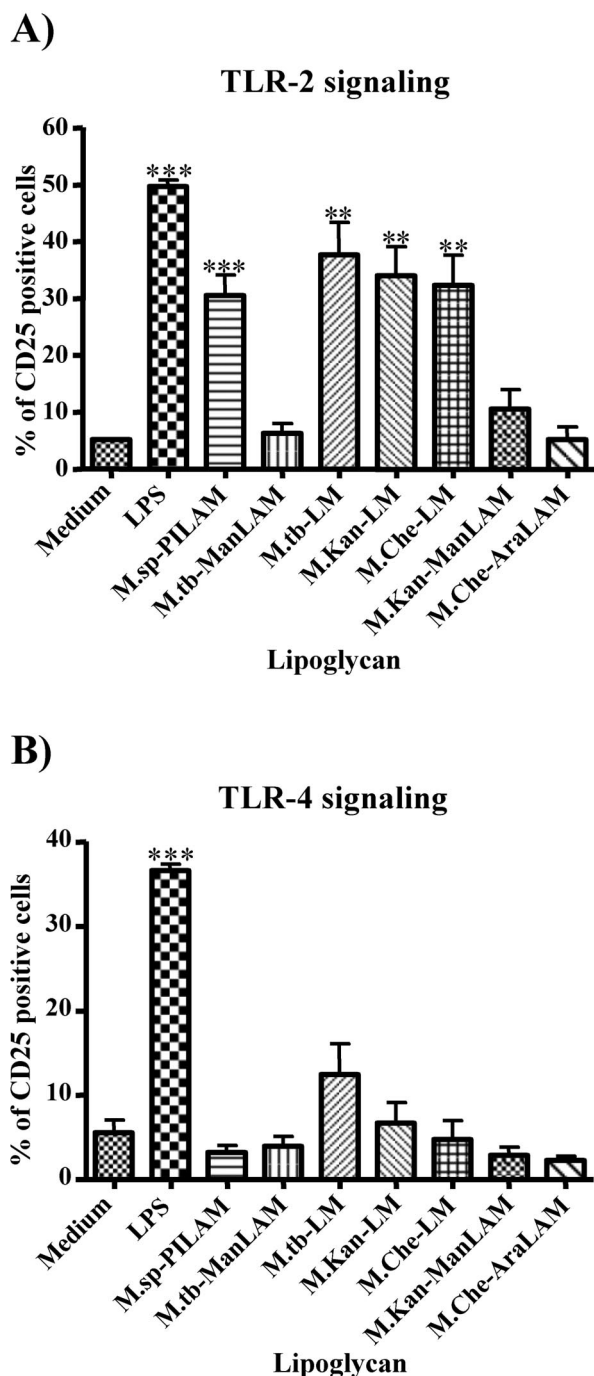 A)
TLR-2 signaling
% of CD25 positive cells
60
50
40
30
20
10
0
***
***
**
**
**
Medium
LPS
M.sp-PILAM
M.tb-ManLAM
M.tb-LM
M.Kan-LM
M.Che-LM
M.Kan-ManLAM
M.Che-AraLAM
Lipoglycan
B)
TLR-4 signaling
% of CD25 positive cells
40
30
20
10
0
***
Medium
LPS
M.sp-PILAM
M.tb-ManLAM
M.tb-LM
M.Kan-LM
M.Che-LM
M.Kan-ManLAM
M.Che-AraLAM
Lipoglycan